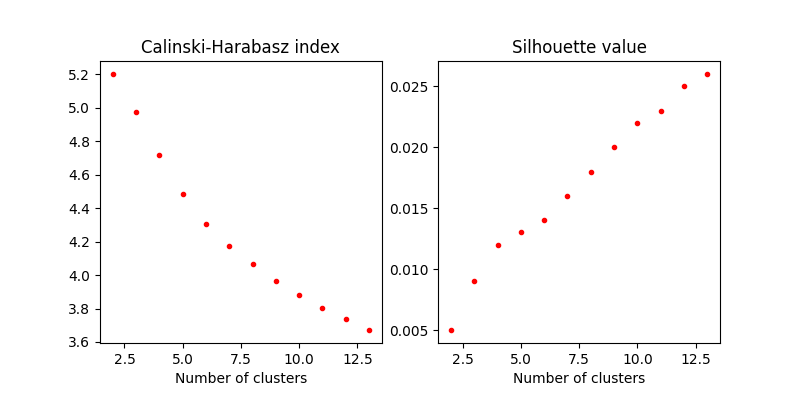 Calinski-Harabasz index
5.2
5.0
4.8
4.6
4.4
4.2
4.0
3.8
3.6
2.5 5.0 7.5 10.0 12.5
Number of clusters
Silhouette value
0.025
0.020
0.015
0.010
0.005
2.5 5.0 7.5 10.0 12.5
Number of clusters